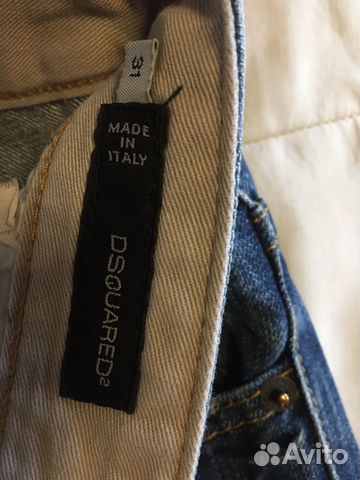 31
MADE
IN
ITALY
DSQUARED²
Avito